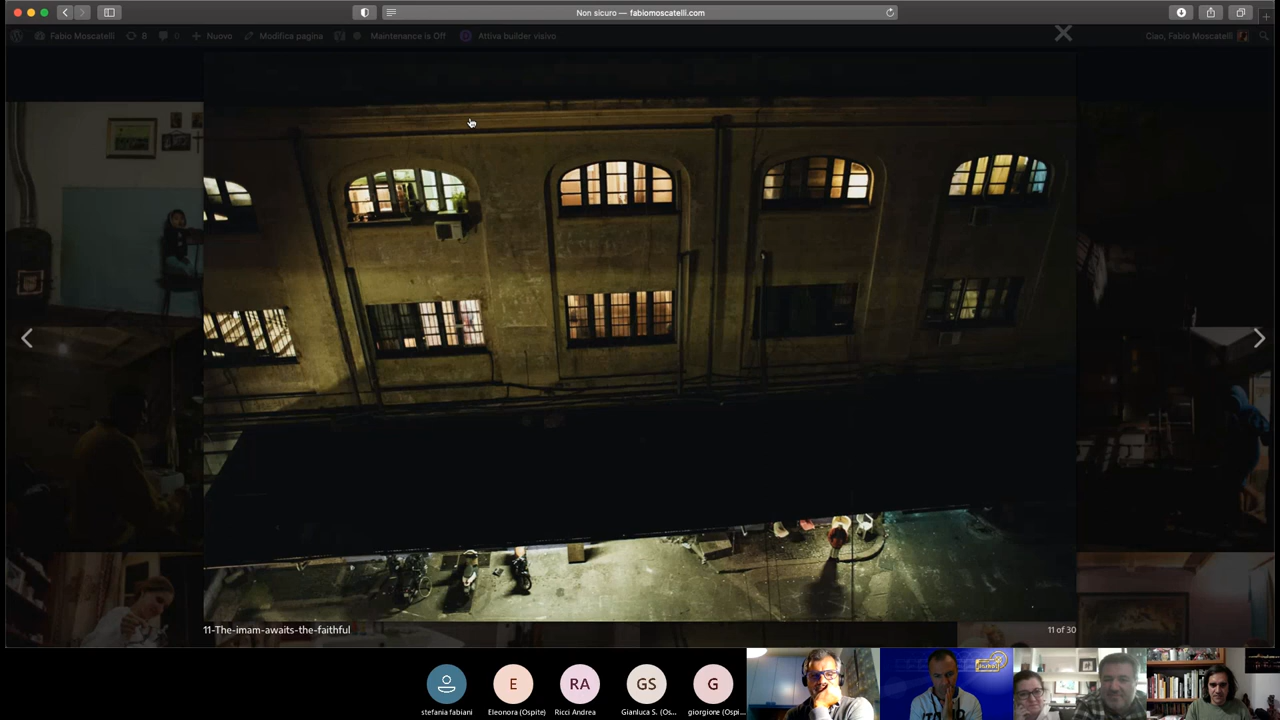 Non sicuro — fabiomoscatelli.com
Fabio Moscatelli 8 0 Nuovo Modifica pagina Maintenance is Off Attiva builder visivo Ciao, Fabio Moscatelli
11-The-imam-awaits-the-faithful 11 of 30
E RA GS G
stefania fabiani Eleonora (Ospite) Ricci Andrea Gianluca S. (Os... giorgione (Ospi...